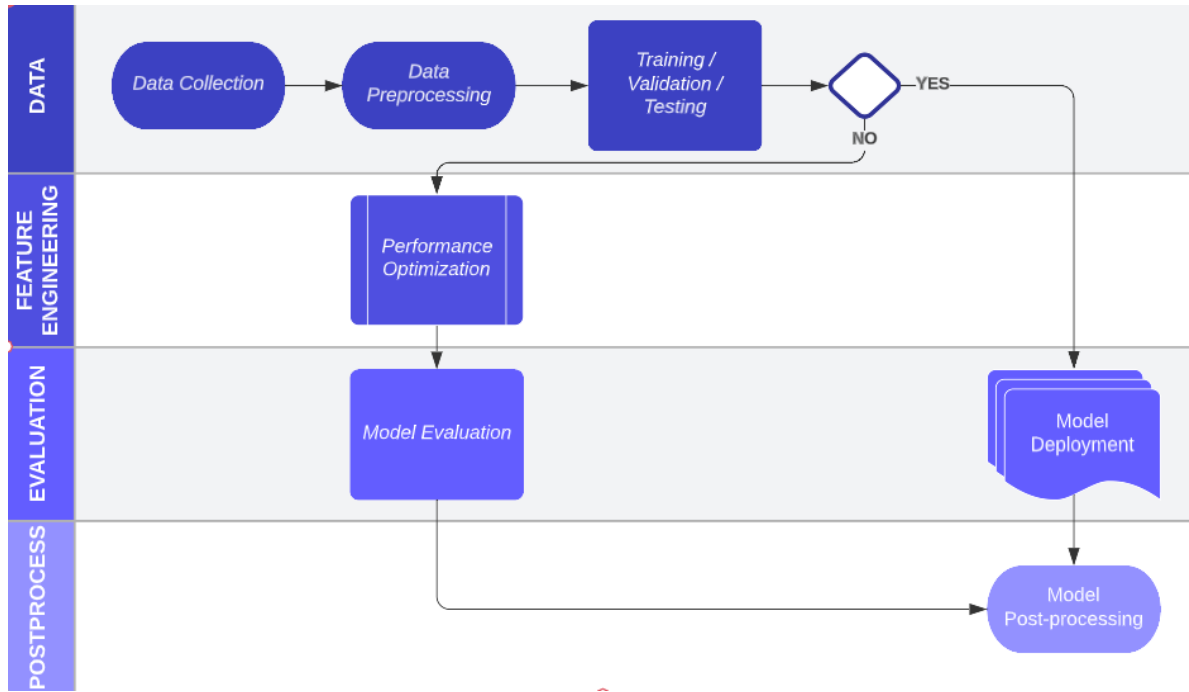 DATA
Data Collection
Data
Preprocessing
Training /
Validation /
Testing
YES
NO
FEATURE
ENGINEERING
Performance
Optimization
EVALUATION
Model Evaluation
Model
Deployment
POSTPROCESS
Model
Post-processing